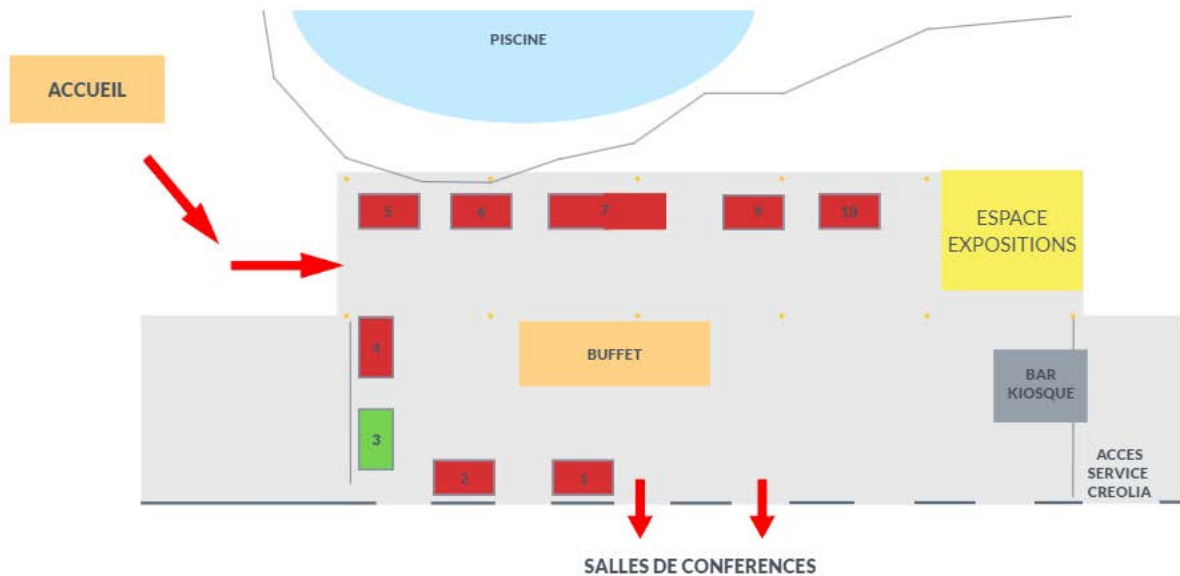 PISCINE
ACCUEIL
5
6
7
9
10
ESPACE
EXPOSITIONS
4
BUFFET
BAR
KIOSQUE
3
2
1
ACCES
SERVICE
CREOLIA
SALLES DE CONFERENCES